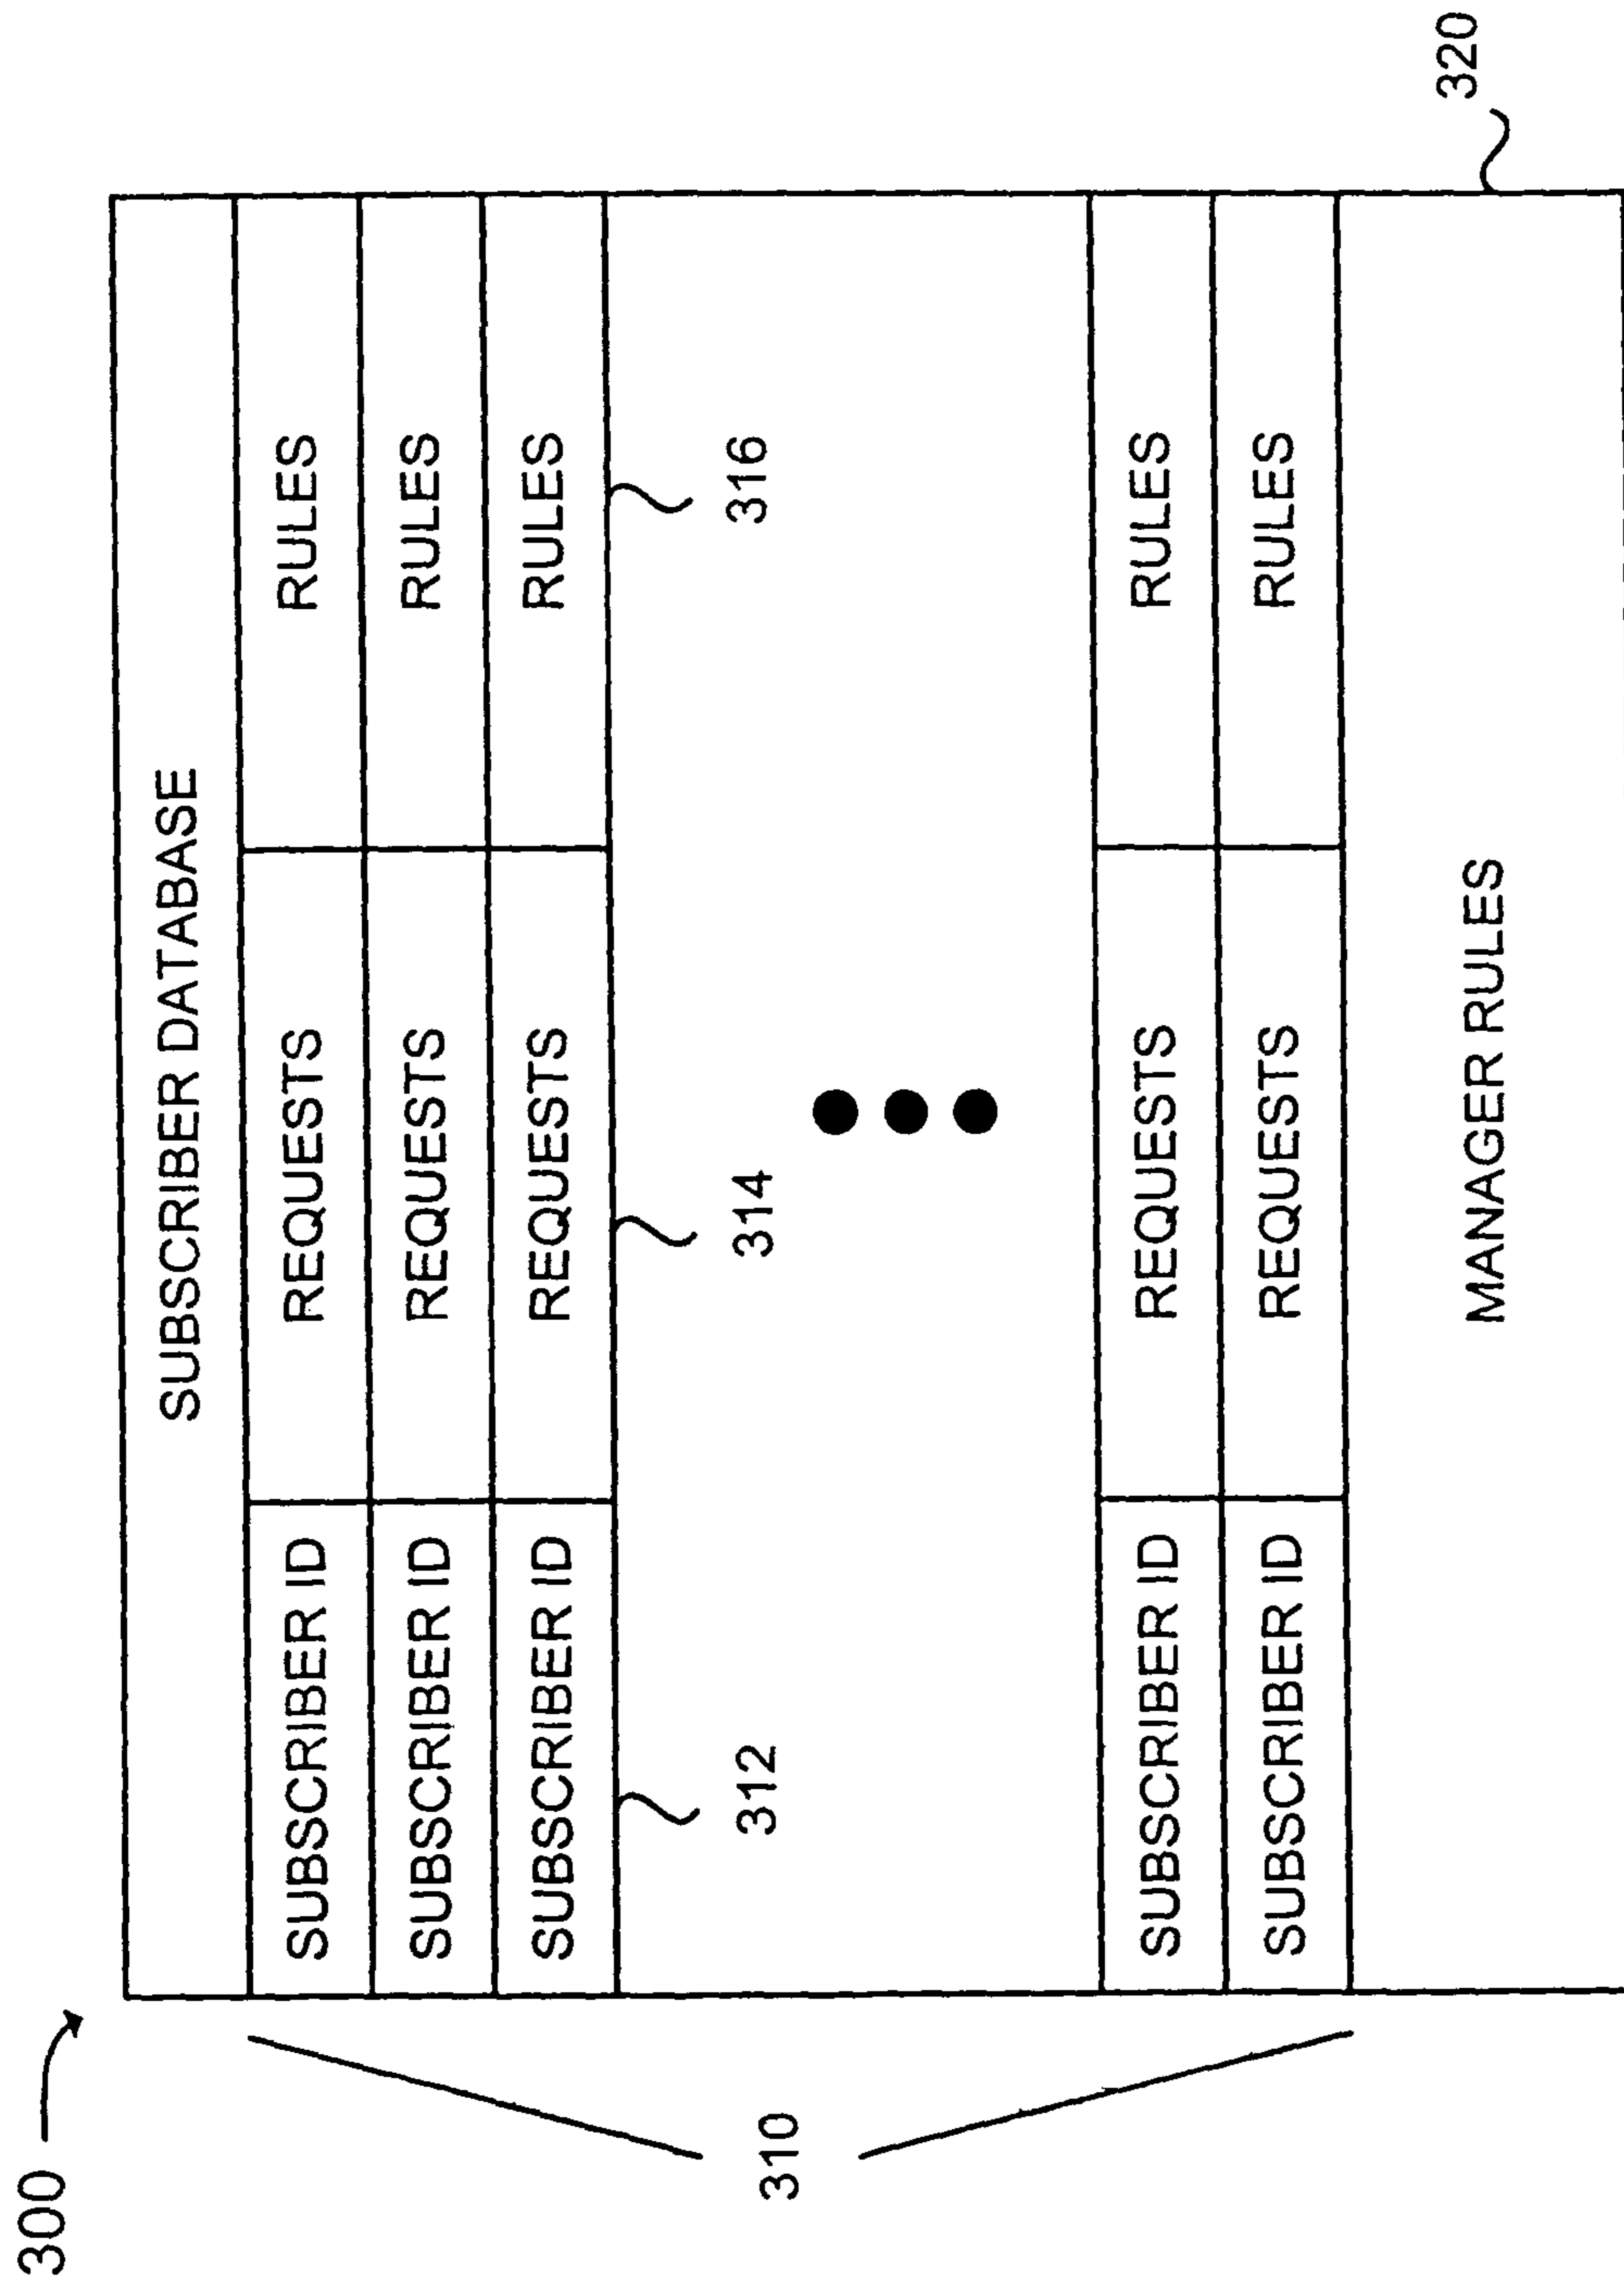 300
SUBSCRIBER DATABASE
SUBSCRIBER ID REQUESTS RULES
SUBSCRIBER ID REQUESTS RULES
SUBSCRIBER ID REQUESTS RULES
312 314 316
310
SUBSCRIBER ID REQUESTS RULES
SUBSCRIBER ID REQUESTS RULES
MANAGER RULES
320